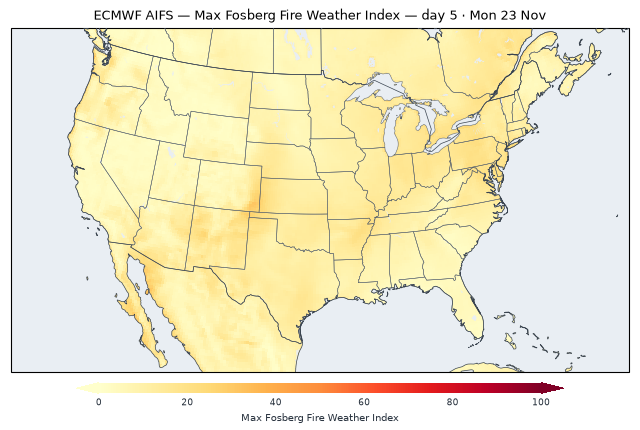 ECMWF AIFS — Max Fosberg Fire Weather Index — day 5 · Mon 23 Nov
0 20 40 60 80 100
Max Fosberg Fire Weather Index